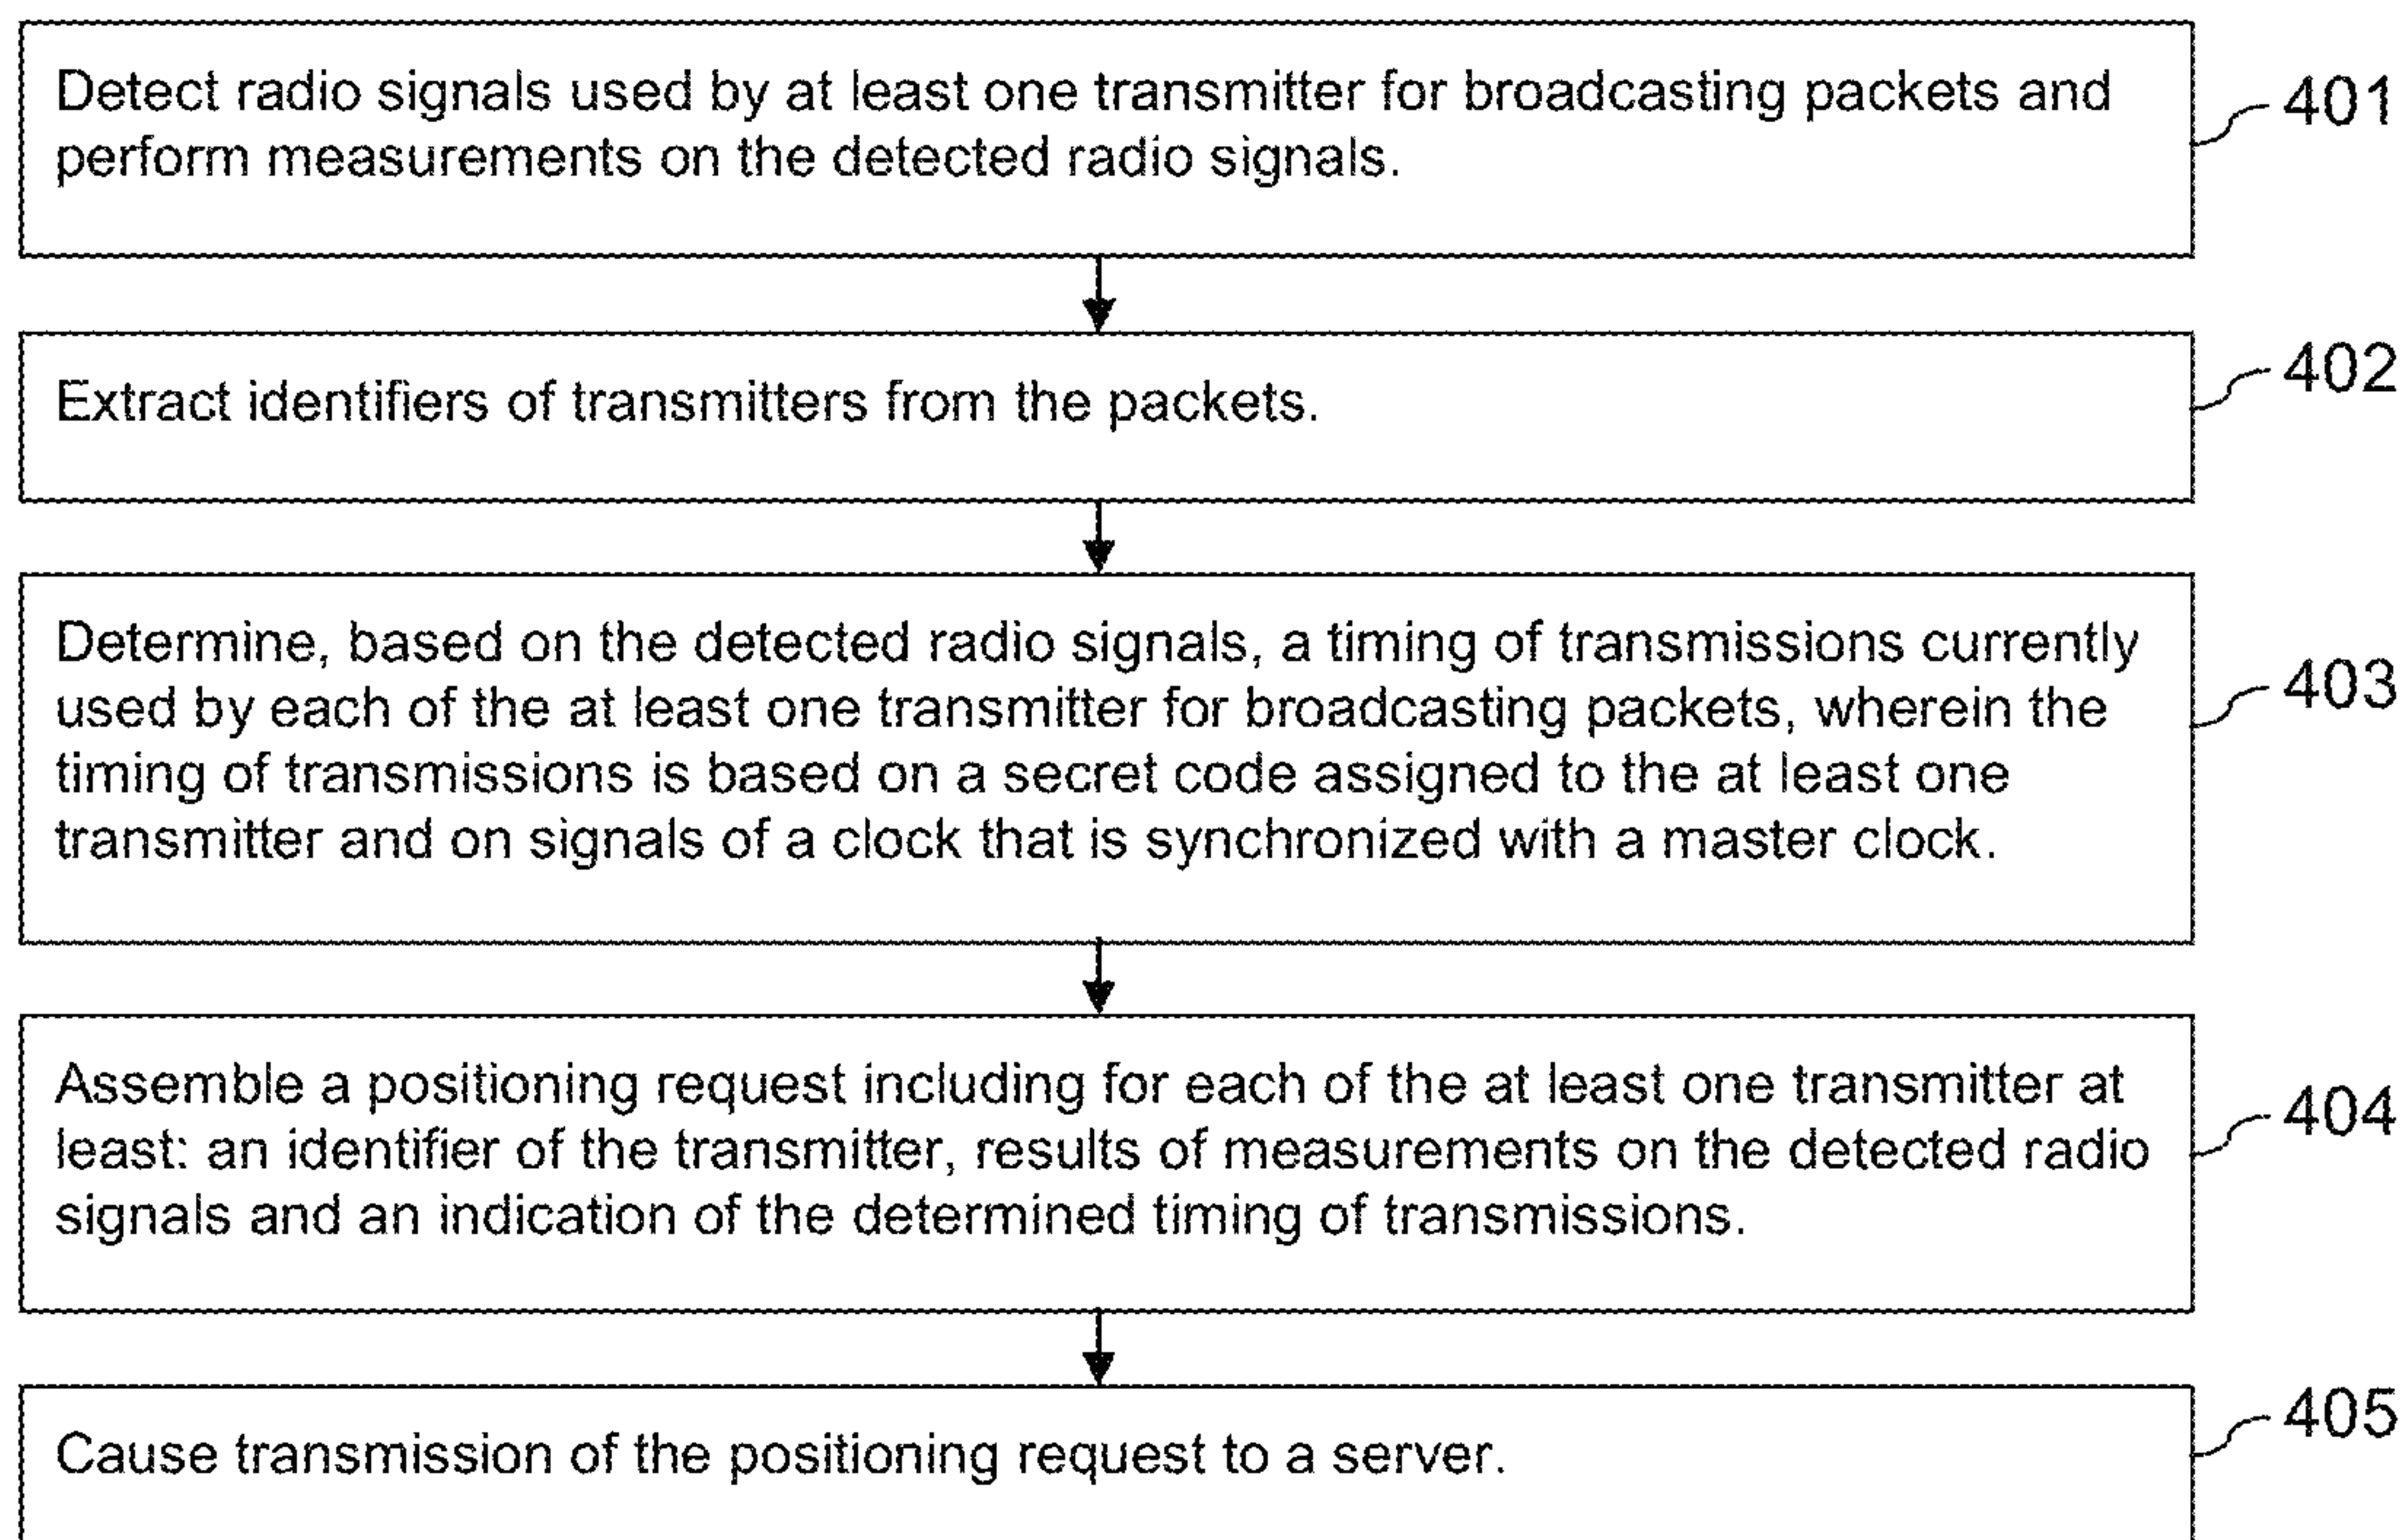 Detect radio signals used by at least one transmitter for broadcasting packets and
perform measurements on the detected radio signals.
401
Extract identifiers of transmitters from the packets.
402
Determine, based on the detected radio signals, a timing of transmissions currently
used by each of the at least one transmitter for broadcasting packets, wherein the
timing of transmissions is based on a secret code assigned to the at least one
transmitter and on signals of a clock that is synchronized with a master clock.
403
Assemble a positioning request including for each of the at least one transmitter at
least: an identifier of the transmitter, results of measurements on the detected radio
signals and an indication of the determined timing of transmissions.
404
Cause transmission of the positioning request to a server.
405